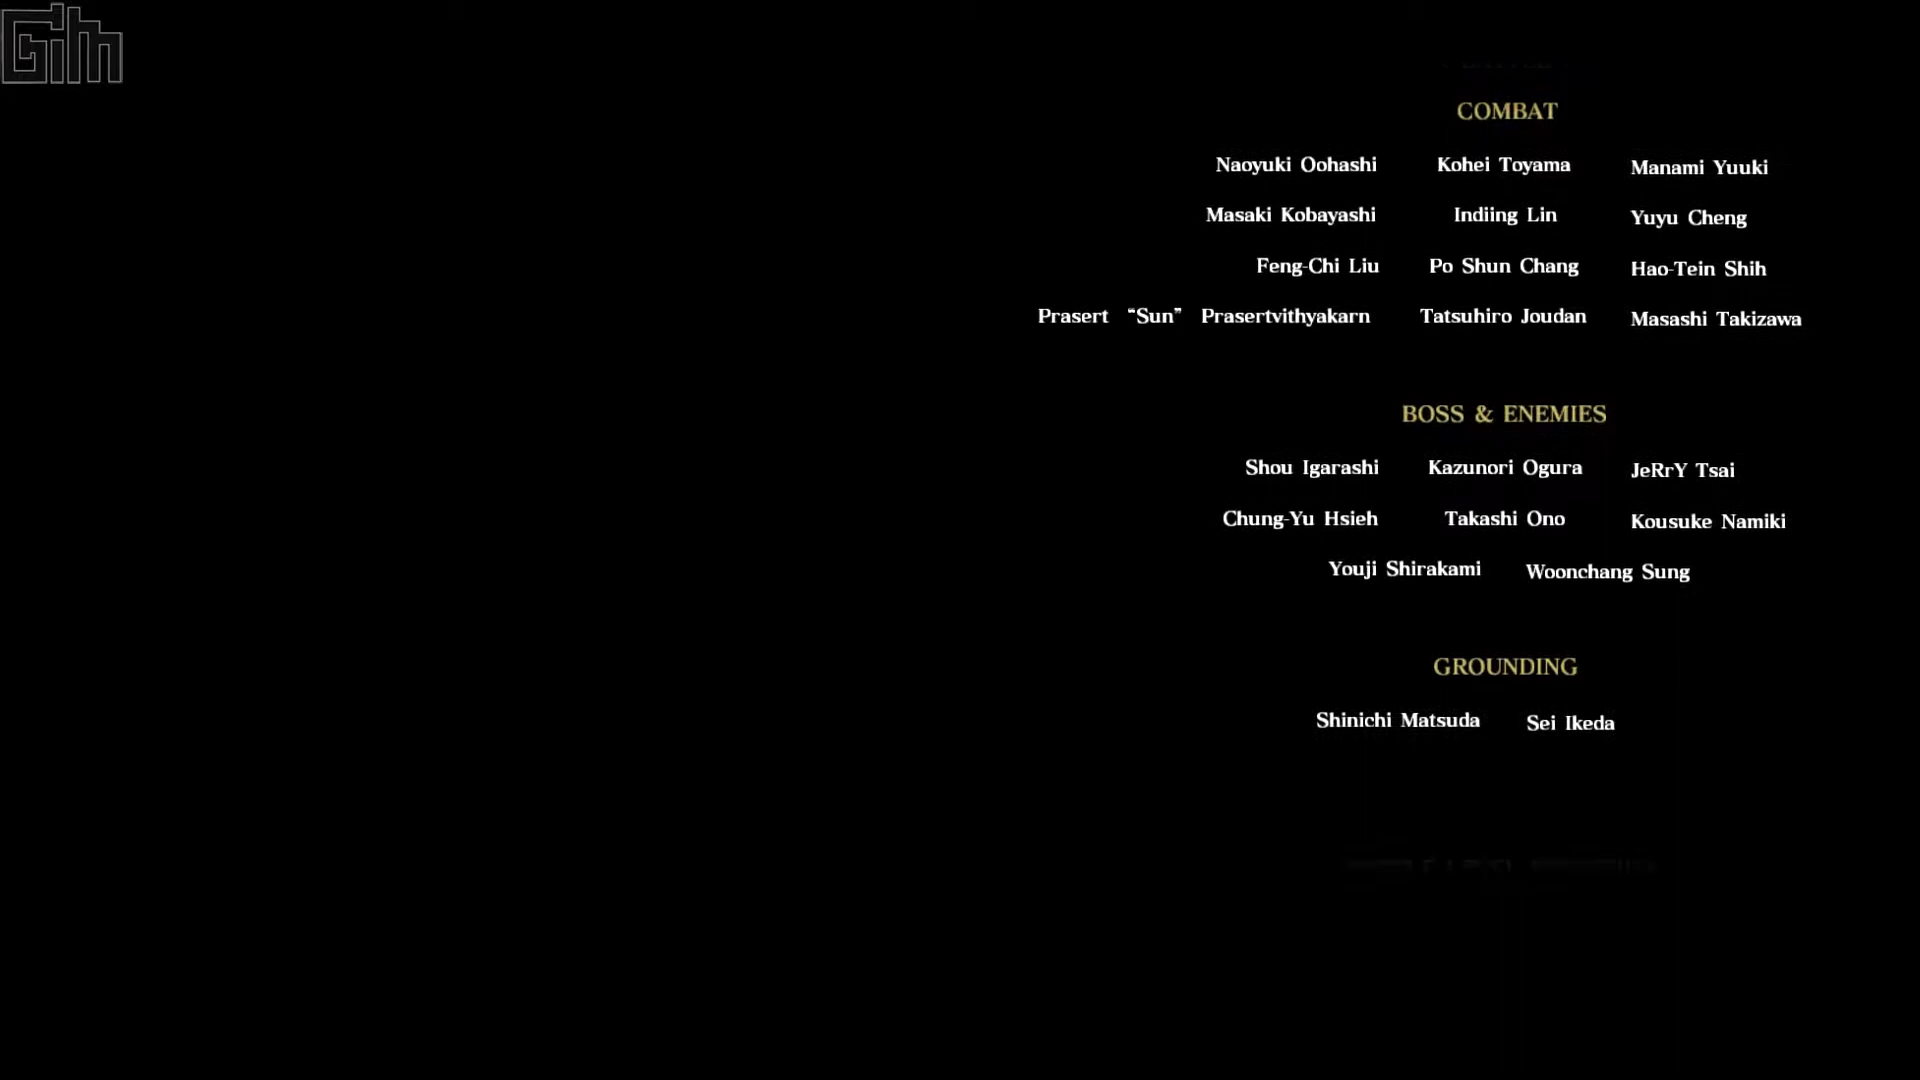 Gih
COMBAT
Naoyuki Oohashi Kohei Toyama Manami Yuuki
Masaki Kobayashi Indiing Lin Yuyu Cheng
Feng-Chi Liu Po Shun Chang Hao-Tein Shih
Prasert “Sun” Prasertvithyakarn Tatsuhiro Joudan Masashi Takizawa
BOSS & ENEMIES
Shou Igarashi Kazunori Ogura JeRrY Tsai
Chung-Yu Hsieh Takashi Ono Kousuke Namiki
Youji Shirakami Woonchang Sung
GROUNDING
Shinichi Matsuda Sei Ikeda